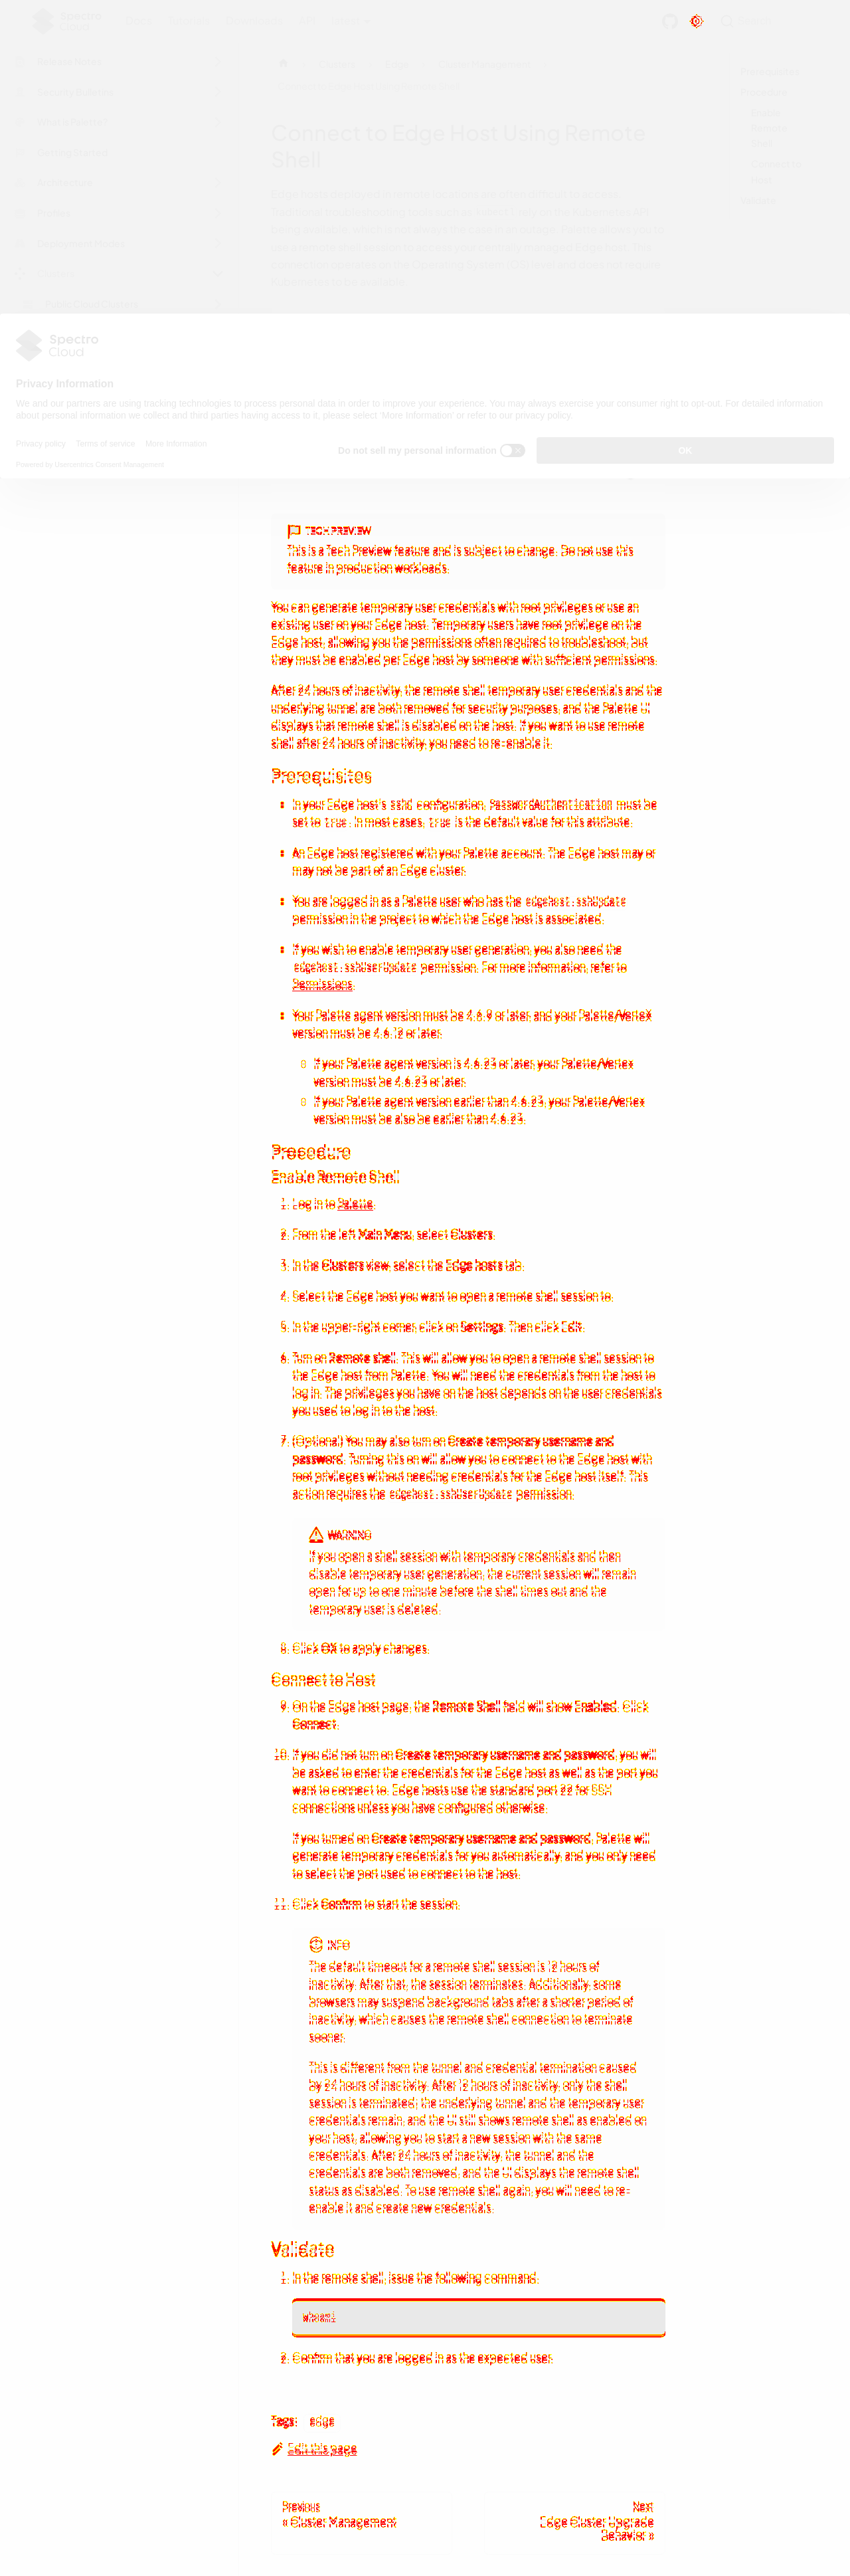 Spectro Cloud
Release Notes
Security Bulletins
Getting Started
Architecture
Deployment Models
Clusters
Connect to Edge Host Using Remote
Shell
Prerequisites
Procedure
Enable
Remote
Shell
Connect to
Host
Validate
Spectro
Cloud
Privacy Information
We and our partners are using tracking technologies to process personal data in order to improve your experience. You may always exercise your consumer right to opt-out. For detailed information
about personal information we collect and third parties having access to it, please select 'More Information' or refer to our privacy policy.
Privacy policy Terms of service More Information
Do not sell my personal information OK
Powered by Usercentrics Consent Management
TECH PREVIEW
This is a Tech Preview feature and is subject to change. Do not use this
feature in production workloads.
You can generate temporary user credentials with root privileges or use an
existing user on your Edge host. Temporary users have root privilege on the
Edge host, allowing you the permissions often required to troubleshoot, but
they must be enabled per Edge host by someone with sufficient permissions.
After 24 hours of inactivity, the remote shell temporary user credentials and the
underlying tunnel are both removed for security purposes, and the Palette UI
displays that remote shell is disabled on the host. If you want to use remote
shell after 24 hours of inactivity, you need to re-enable it.
Prerequisites
In your Edge host's sshd configuration, PasswordAuthentication must be
set to true. In most cases, true is the default value for this attribute.
An Edge host registered with your Palette account. The Edge host may or
may not be part of an Edge cluster.
You are logged in as a Palette user who has the edgehost.sshUpdate
permission in the project to which the Edge host is associated.
If you wish to enable temporary user generation, you also need the
edgehost.sshUserUpdate permission. For more information, refer to
Permissions.
Your Palette agent version must be 4.6.9 or later, and your Palette/VerteX
version must be 4.6.12 or later.
If your Palette agent version is 4.6.23 or later, your Palette/Vertex
version must be 4.6.23 or later.
If your Palette agent version earlier than 4.6.23, your Palette/Vertex
version must be also be earlier than 4.6.23.
Procedure
Enable Remote Shell
1. Log in to Palette.
2. From the left Main Menu, select Clusters.
3. In the Clusters view, select the Edge hosts tab.
4. Select the Edge host you want to open a remote shell session to.
5. In the upper-right corner, click on Settings. Then click Edit.
6. Turn on Remote shell. This will allow you to open a remote shell session to
the Edge host from Palette. You will need the credentials from the host to
log in. The privileges you have on the host depends on the user credentials
you used to log in to the host.
7. (Optional) You may also turn on Create temporary username and
password. Turning this on will allow you to connect to the Edge host with
root privileges without needing credentials for the Edge host itself. This
action requires the edgehost.sshUserUpdate permission.
WARNING
If you open a shell session with temporary credentials and then
disable temporary user generation, the current session will remain
open for up to one minute before the shell times out and the
temporary user is deleted.
8. Click OK to apply changes.
Connect to Host
9. On the Edge host page, the Remote Shell field will show Enabled. Click
Connect.
10. If you did not turn on Create temporary username and password, you will
be asked to enter the credentials for the Edge host as well as the port you
want to connect to. Edge hosts use the standard port 22 for SSH
connections unless you have configured otherwise.
If you turned on Create temporary username and password, Palette will
generate temporary credentials for you automatically, and you only need
to select the port used to connect to the host.
11. Click Confirm to start the session.
INFO
The default timeout for a remote shell session is 12 hours of
inactivity. After that, the session terminates. Additionally, some
browsers may suspend background tabs after a shorter period of
inactivity, which causes the remote shell connection to terminate
sooner.
This is different from the tunnel and credential termination caused
by 24 hours of inactivity. After 12 hours of inactivity, only the shell
session is terminated; the underlying tunnel and the temporary user
credentials remain, and the UI still shows remote shell as enabled on
your host, allowing you to start a new session with the same
credentials. After 24 hours of inactivity, the tunnel and the
credentials are both removed, and the UI displays the remote shell
status as disabled. To use remote shell again, you will need to re-
enable it and create new credentials.
Validate
1. In the remote shell, issue the following command.
whoami
2. Confirm that you are logged in as the expected user.
Tags: edge
Edit this page
Previous
« Cluster Management
Next
Edge Cluster Upgrade
Behavior »